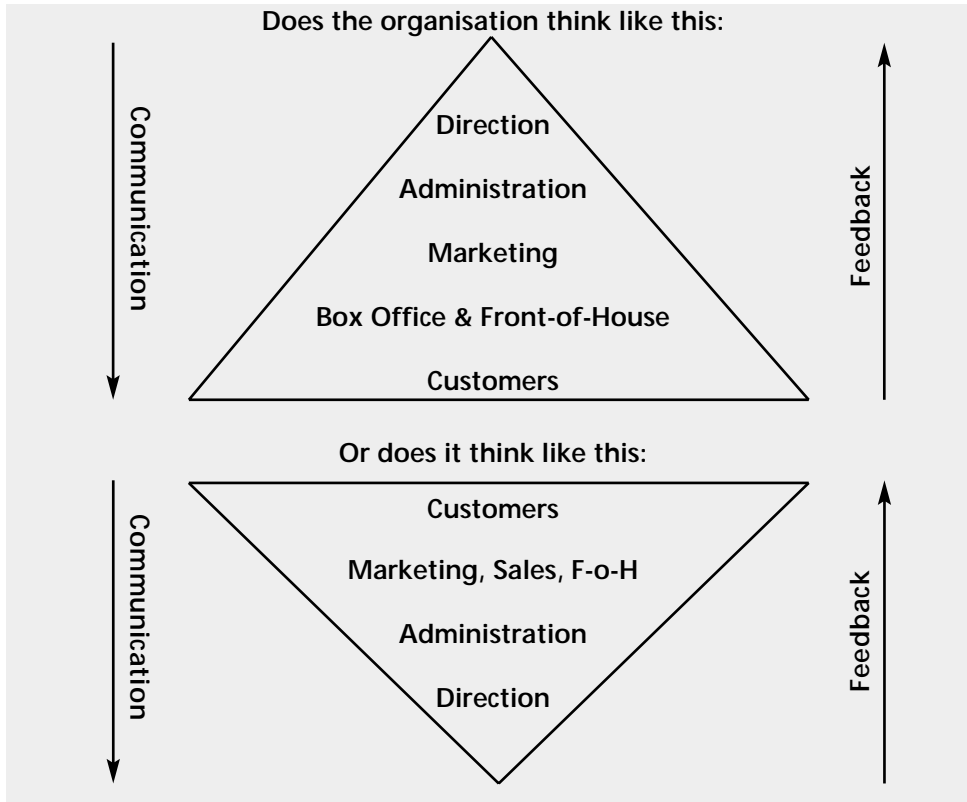 Does the organisation think like this:
Communication
Direction
Administration
Marketing
Box Office & Front-of-House
Customers
Feedback
Or does it think like this:
Communication
Customers
Marketing, Sales, F-o-H
Administration
Direction
Feedback